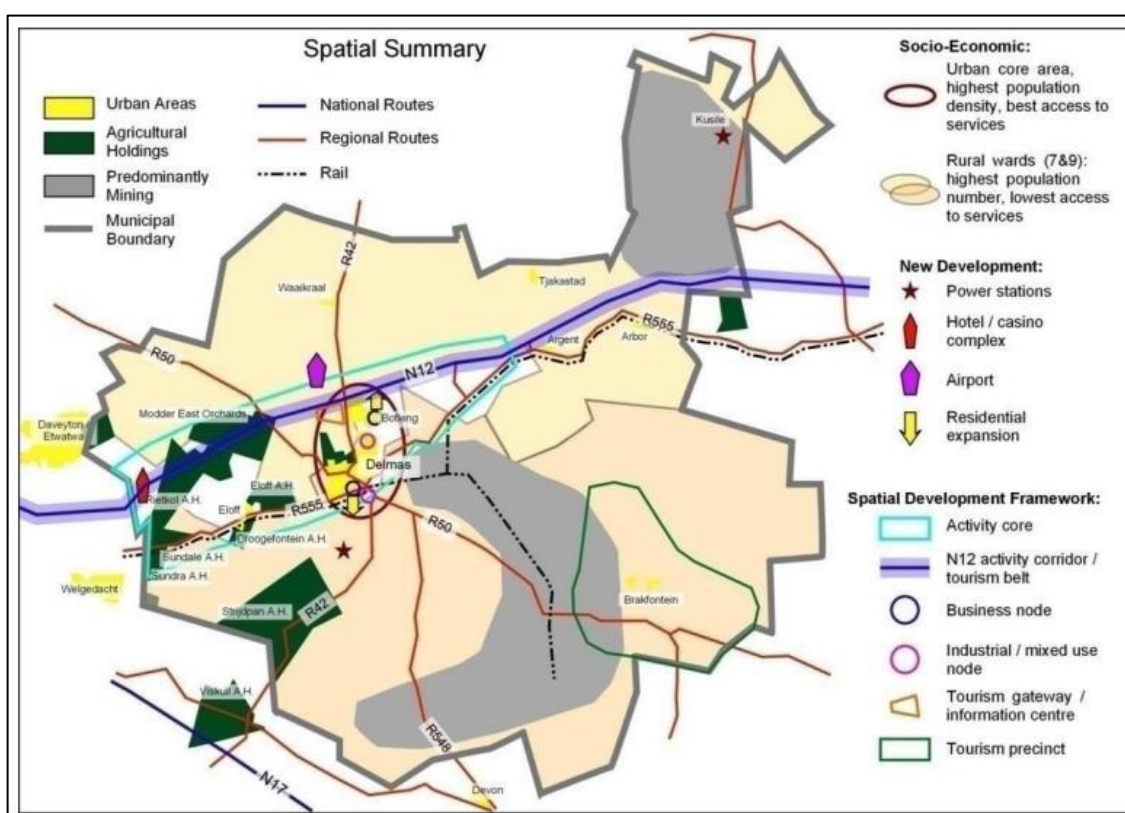 Spatial Summary
Urban Areas
Agricultural
Holdings
Predominantly
Mining
Municipal
Boundary
National Routes
Regional Routes
Rail
Socio-Economic:
Urban core area,
highest population
density, best access to
services
Rural wards (7&9):
highest population
number, lowest access
to services
New Development:
Power stations
Hotel / casino
complex
Airport
Residential
expansion
Spatial Development Framework:
Activity core
N12 activity corridor /
tourism belt
Business node
Industrial / mixed use
node
Tourism gateway /
information centre
Tourism precinct
Kusile
R42
Waaikraal
Tjakastad
R555
Argent
Arbor
R50
N12
Modder East Orchards
Botleng
Daveyton
Etwatwa
Delmas
Rietkol A.H.
Eloff A.H.
Eloff
R555
R50
Droogefontein A.H.
Sundale A.H.
Sundra A.H.
Welgedacht
Brakfontein
Strydpan A.H.
R42
Viskuil A.H.
R548
N17
Devon